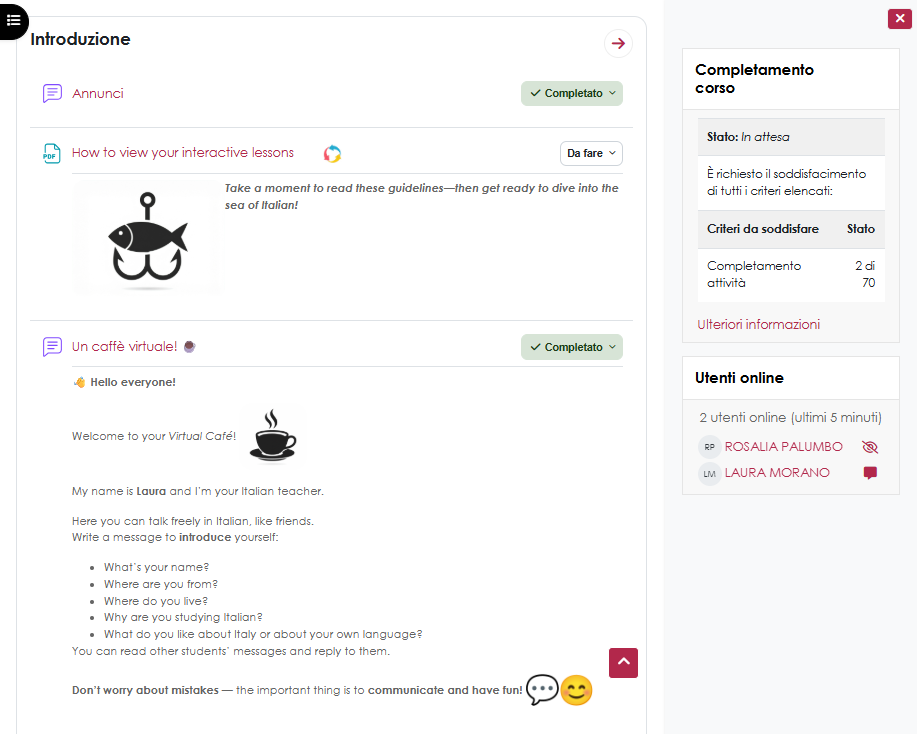 Introduzione
Annunci
Completato
PDF
How to view your interactive lessons
Da fare
Take a moment to read these guidelines—then get ready to dive into the
sea of Italian!
Un caffè virtuale!
Completato
Hello everyone!
Welcome to your Virtual Café!
My name is Laura and I'm your Italian teacher.
Here you can talk freely in Italian, like friends.
Write a message to introduce yourself:
What's your name?
Where are you from?
Where do you live?
Why are you studying Italian?
What do you like about Italy or about your own language?
You can read other students' messages and reply to them.
Don't worry about mistakes — the important thing is to communicate and have fun!
Completamento
corso
Stato: In attesa
È richiesto il soddisfacimento
di tutti i criteri elencati:
Criteri da soddisfare Stato
Completamento 2 di
attività 70
Ulteriori informazioni
Utenti online
2 utenti online (ultimi 5 minuti)
RP ROSALIA PALUMBO
LM LAURA MORANO